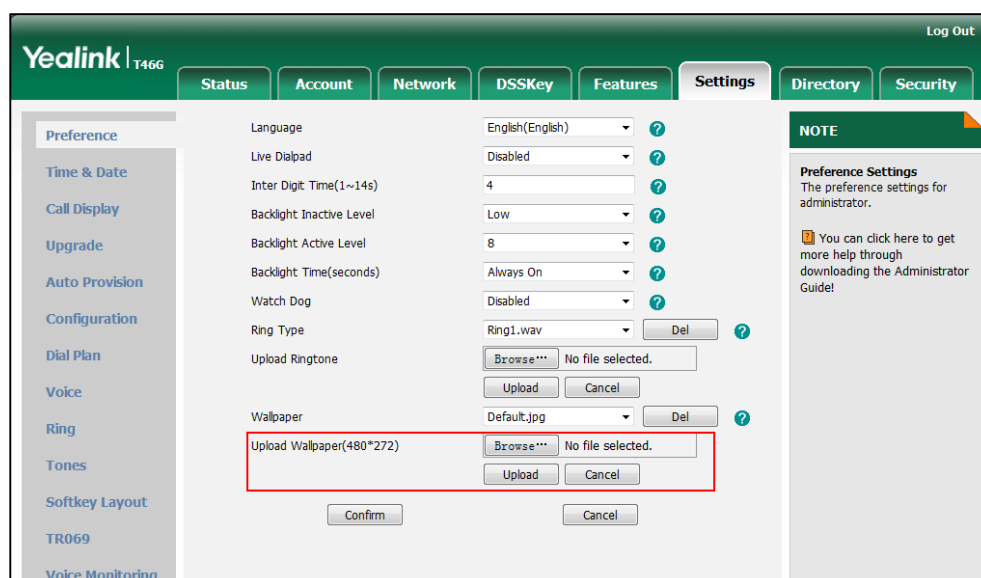 Log Out
Yealink T46G
Status Account Network DSSKey Features Settings Directory Security
Preference
Time & Date
Call Display
Upgrade
Auto Provision
Configuration
Dial Plan
Voice
Ring
Tones
Softkey Layout
TR069
Voice Monitoring
Language English(English) ?
Live Dialpad Disabled ?
Inter Digit Time(1~14s) 4 ?
Backlight Inactive Level Low ?
Backlight Active Level 8 ?
Backlight Time(seconds) Always On ?
Watch Dog Disabled ?
Ring Type Ring1.wav Del ?
Upload Ringtone Browse… No file selected.
Upload Cancel
Wallpaper Default.jpg Del ?
Upload Wallpaper(480*272) Browse… No file selected.
Upload Cancel
Confirm Cancel
NOTE
Preference Settings
The preference settings for
administrator.
? You can click here to get
more help through
downloading the Administrator
Guide!